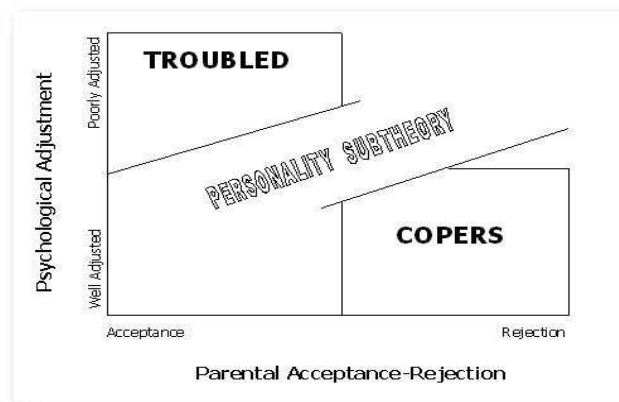 TROUBLED
Poorly Adjusted
PERSONALITY SUBTHEORY
Psychological Adjustment
COPERS
Well Adjusted
Acceptance
Rejection
Parental Acceptance-Rejection